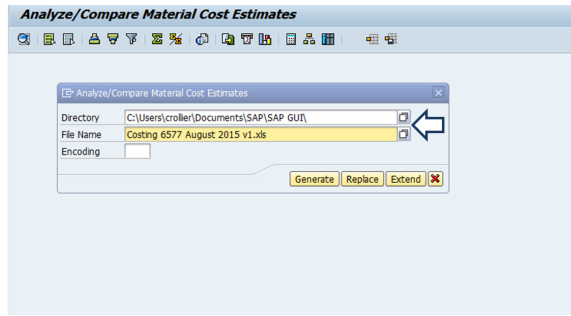 Analyze/Compare Material Cost Estimates
Analyze/Compare Material Cost Estimates
Directory C:\Users\crollier\Documents\SAP\SAP GUI\
File Name Costing 6577 August 2015 v1.xls
Encoding
Generate Replace Extend